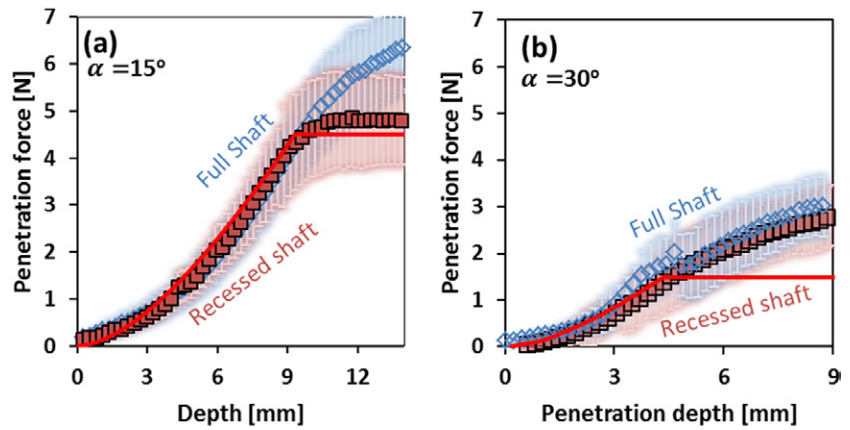 (a)
α =15º
Full Shaft
Recessed shaft
Penetration force [N]
0
1
2
3
4
5
6
7
0 3 6 9 12
Depth [mm]
(b)
α =30º
Full Shaft
Recessed shaft
Penetration force [N]
0
1
2
3
4
5
6
7
0 3 6 9
Penetration depth [mm]